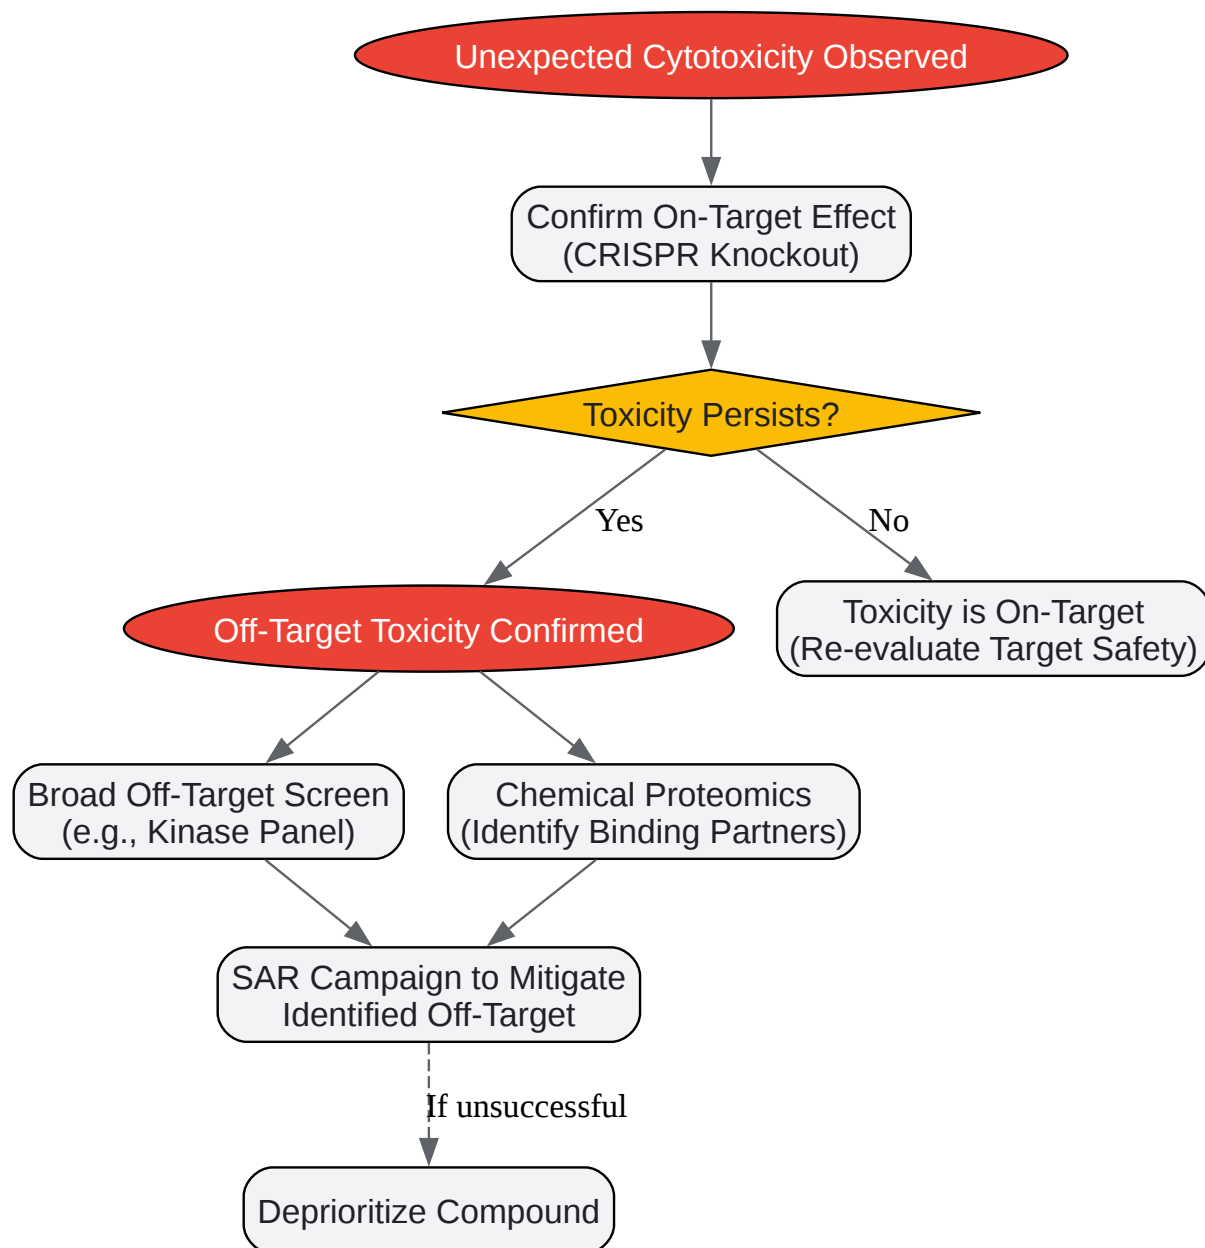 Unexpected Cytotoxicity Observed
Confirm On-Target Effect
(CRISPR Knockout)
Toxicity Persists?
Yes
No
Off-Target Toxicity Confirmed
Toxicity is On-Target
(Re-evaluate Target Safety)
Broad Off-Target Screen
(e.g., Kinase Panel)
Chemical Proteomics
(Identify Binding Partners)
SAR Campaign to Mitigate
Identified Off-Target
If unsuccessful
Deprioritize Compound